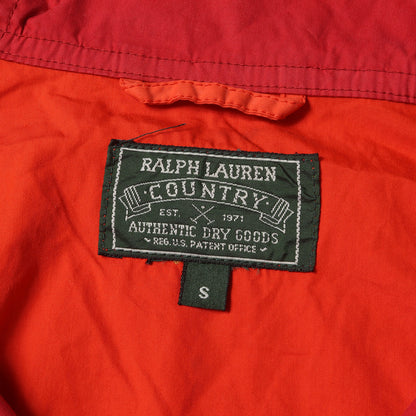 RALPH LAUREN
COUNTRY
EST. 1971
AUTHENTIC DRY GOODS
REG. U.S. PATENT OFFICE
S